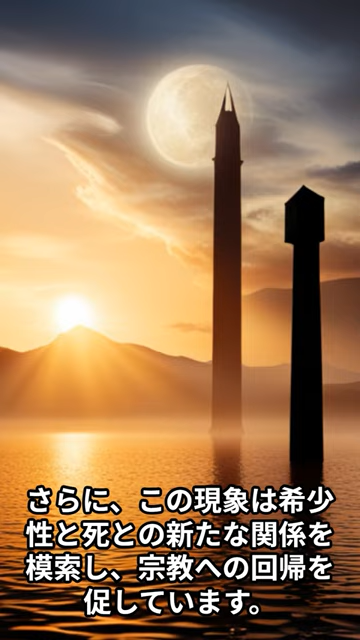 さらに、この現象は希少
性と死との新たな関係を
模索し、宗教への回帰を
促しています。